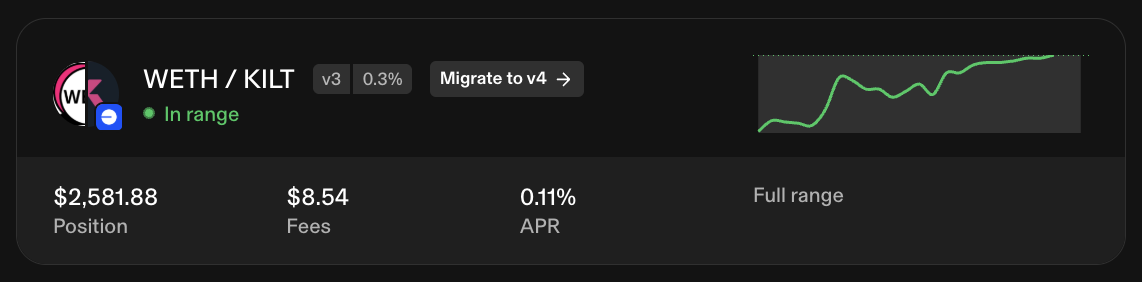 WETH / KILT v3 0.3% Migrate to v4 →
In range
$2,581.88 $8.54 0.11% Full range
Position Fees APR